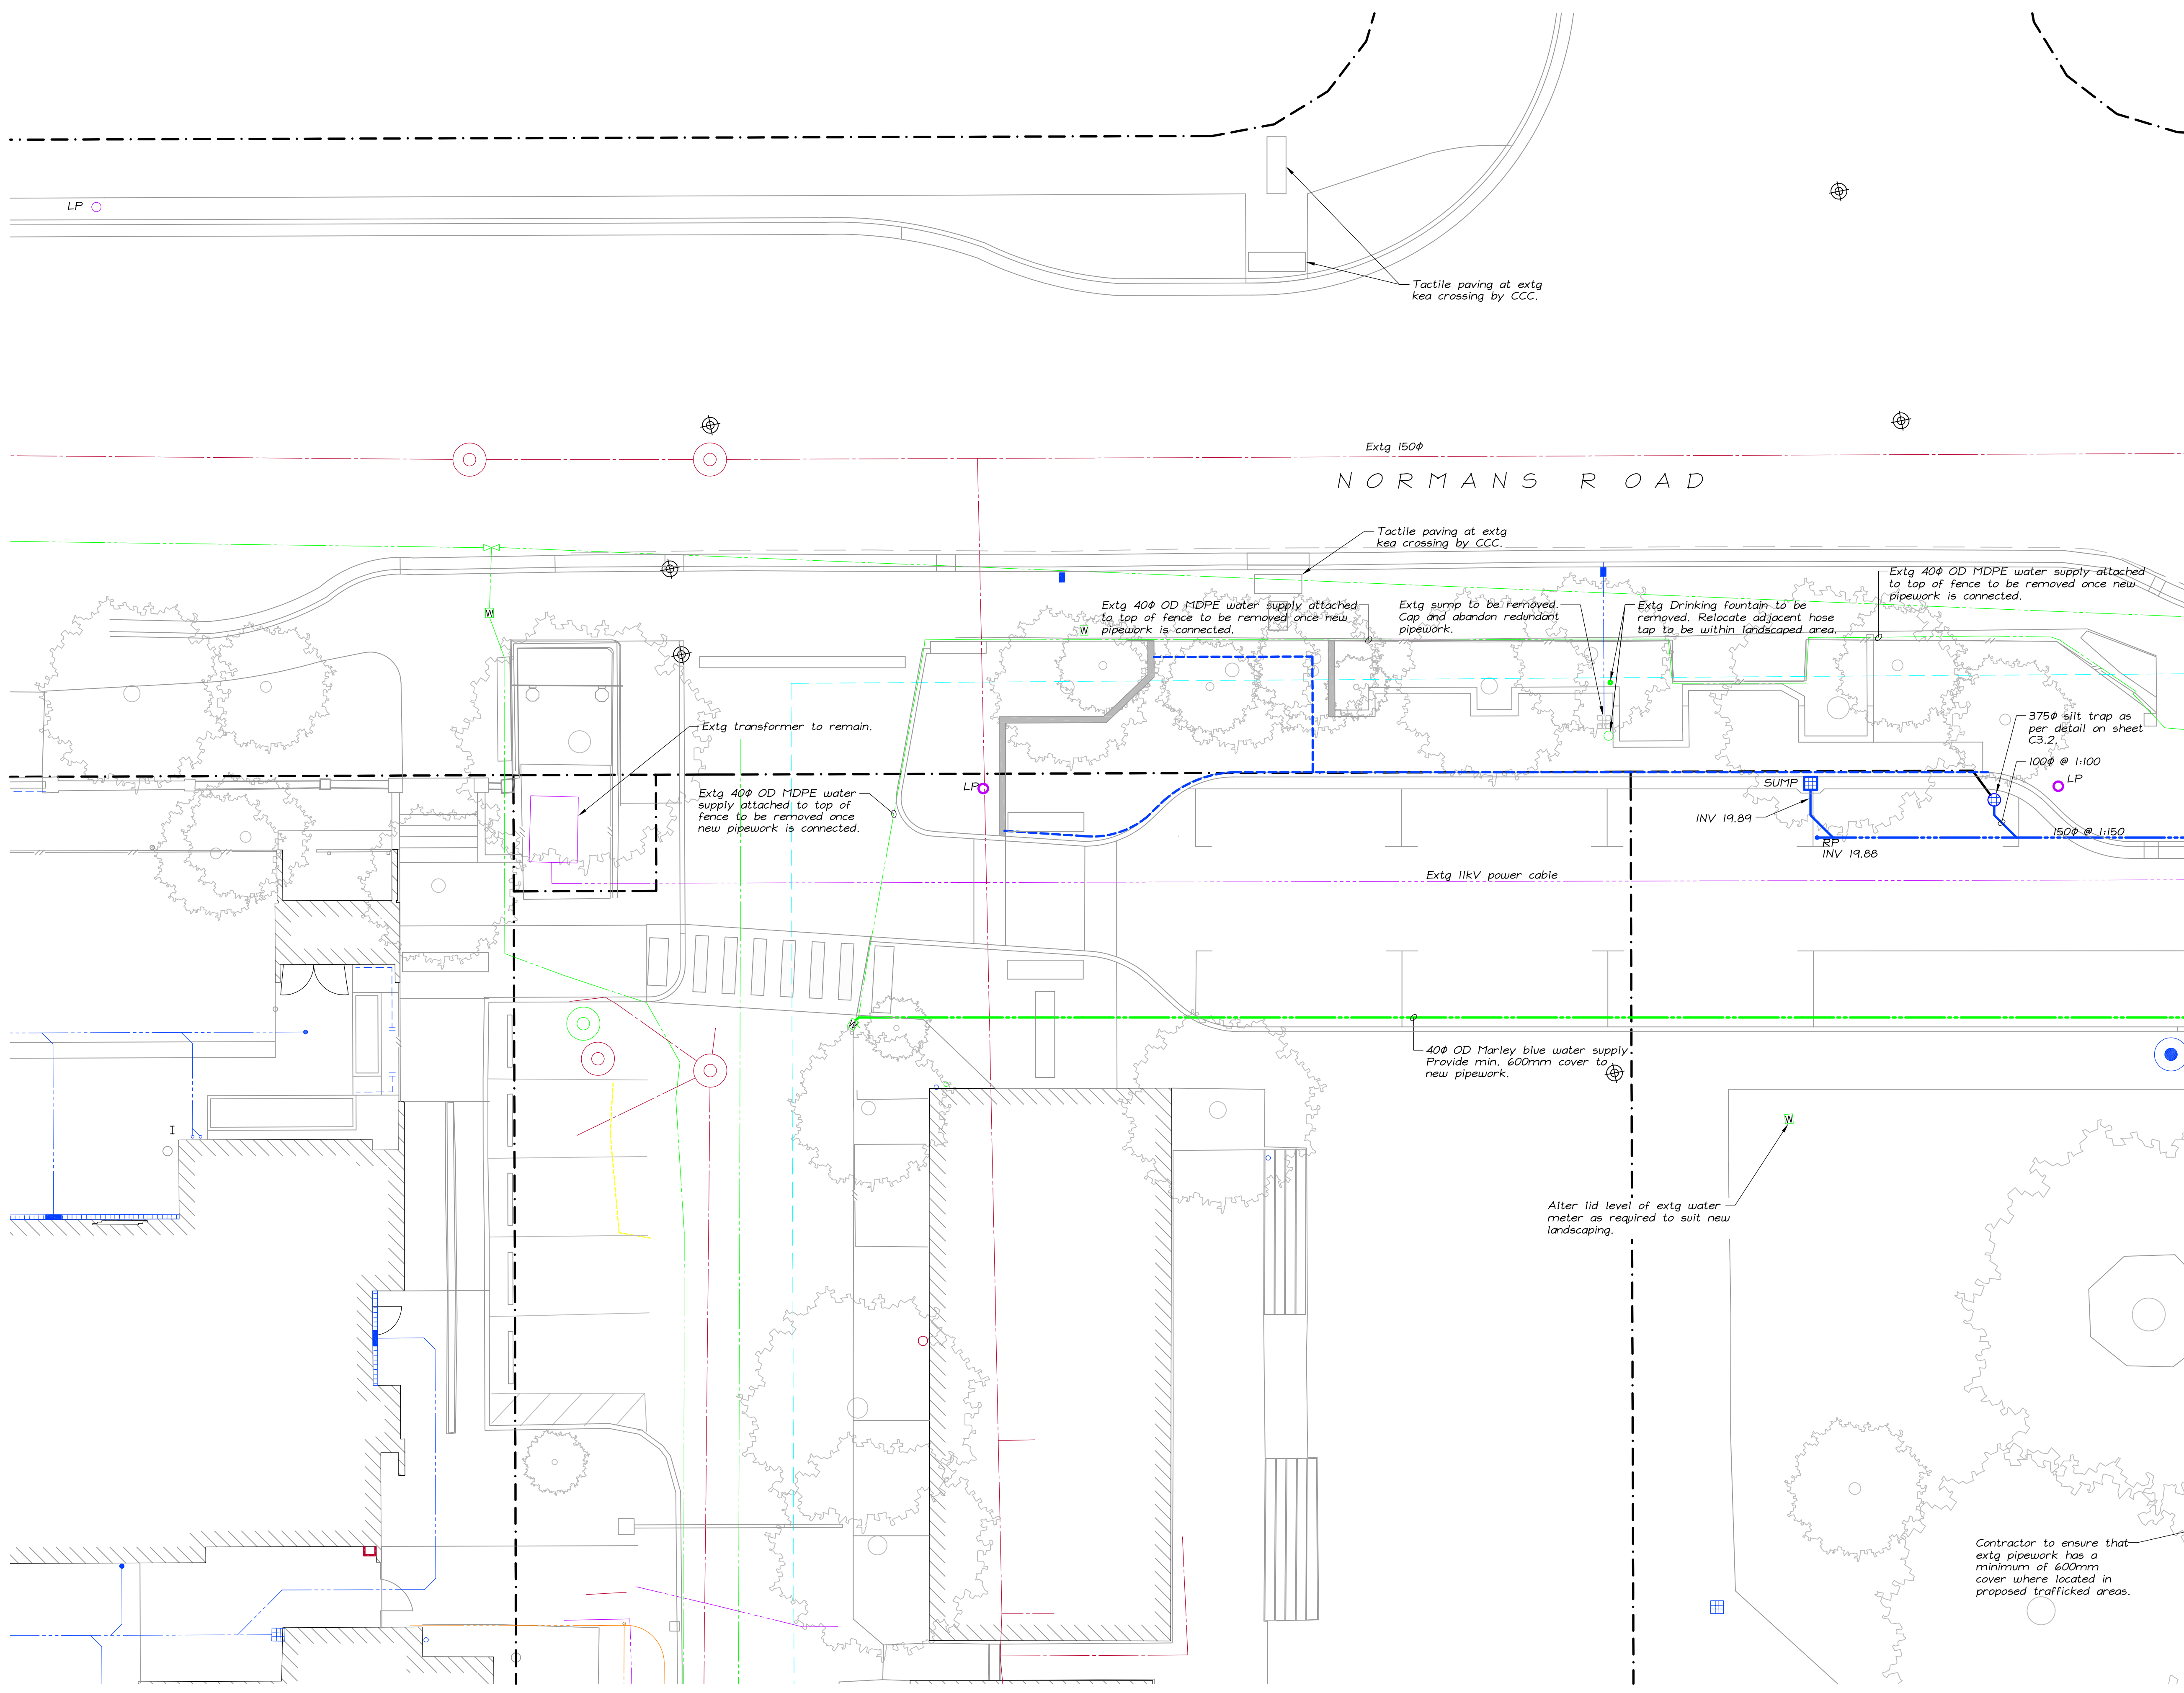 LP
Tactile paving at extg
kea crossing by CCC.
Extg 150ϕ
NORMANS ROAD
Tactile paving at extg
kea crossing by CCC.
W
W
Extg 40ϕ OD MDPE water supply attached
to top of fence to be removed once new
pipework is connected.
Extg sump to be removed.
Cap and abandon redundant
pipework.
Extg Drinking fountain to be
removed. Relocate adjacent hose
tap to be within landscaped area.
Extg 40ϕ OD MDPE water supply attached
to top of fence to be removed once new
pipework is connected.
Extg transformer to remain.
375ϕ silt trap as
per detail on sheet
C3.2.
100ϕ @ 1:100
LP
LP
SUMP
Extg 40ϕ OD MDPE water
supply attached to top of
fence to be removed once
new pipework is connected.
INV 19.89
150ϕ @ 1:150
RP
INV 19.88
Extg 11kV power cable
W
40ϕ OD Marley blue water supply.
Provide min. 600mm cover to
new pipework.
W
I
Alter lid level of extg water
meter as required to suit new
landscaping.
Contractor to ensure that
extg pipework has a
minimum of 600mm
cover where located in
proposed trafficked areas.